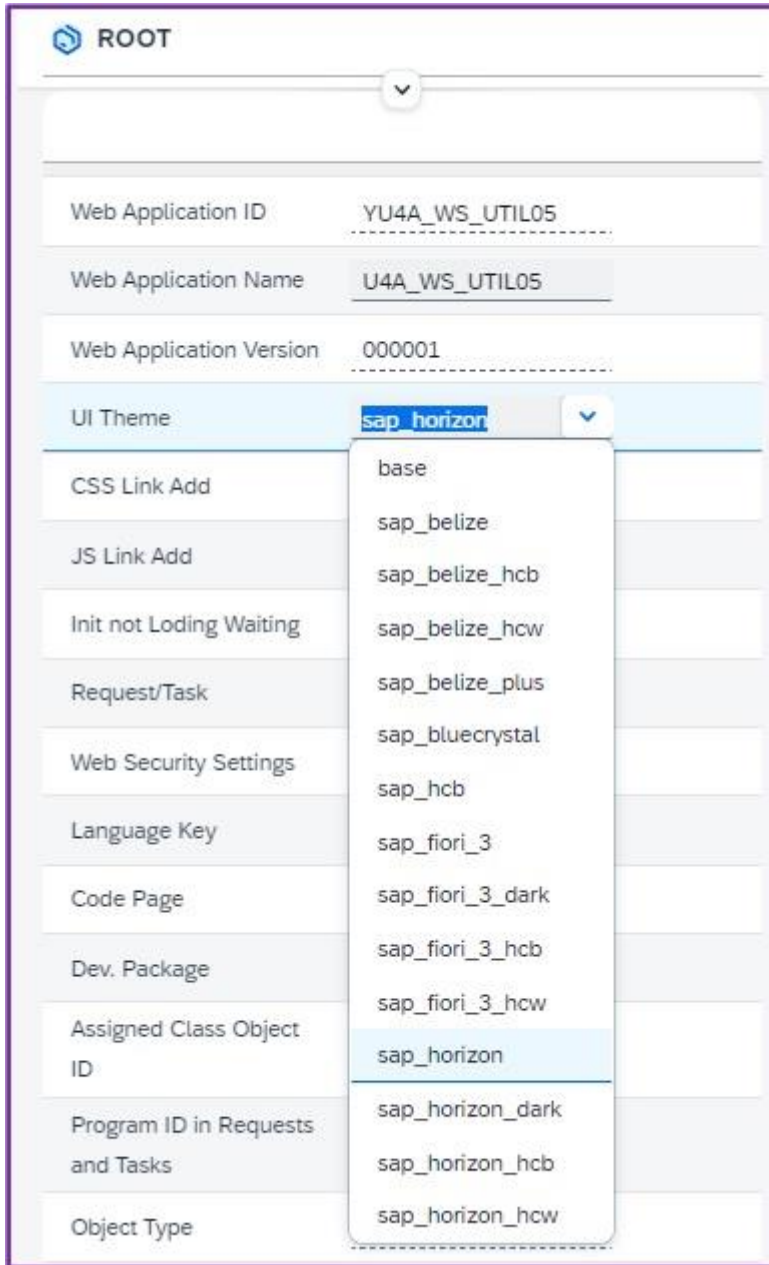 ROOT
Web Application ID YU4A_WS_UTIL05
Web Application Name U4A_WS_UTIL05
Web Application Version 000001
UI Theme sap_horizon
base
CSS Link Add
sap_belize
JS Link Add
sap_belize_hcb
Init not Loding Waiting
sap_belize_hcw
Request/Task
sap_belize_plus
sap_bluecrystal
Web Security Settings
sap_hcb
Language Key
sap_fiori_3
Code Page
sap_fiori_3_dark
Dev. Package
sap_fiori_3_hcb
sap_fiori_3_hcw
Assigned Class Object
ID
sap_horizon
sap_horizon_dark
Program ID in Requests
and Tasks
sap_horizon_hcb
sap_horizon_hcw
Object Type